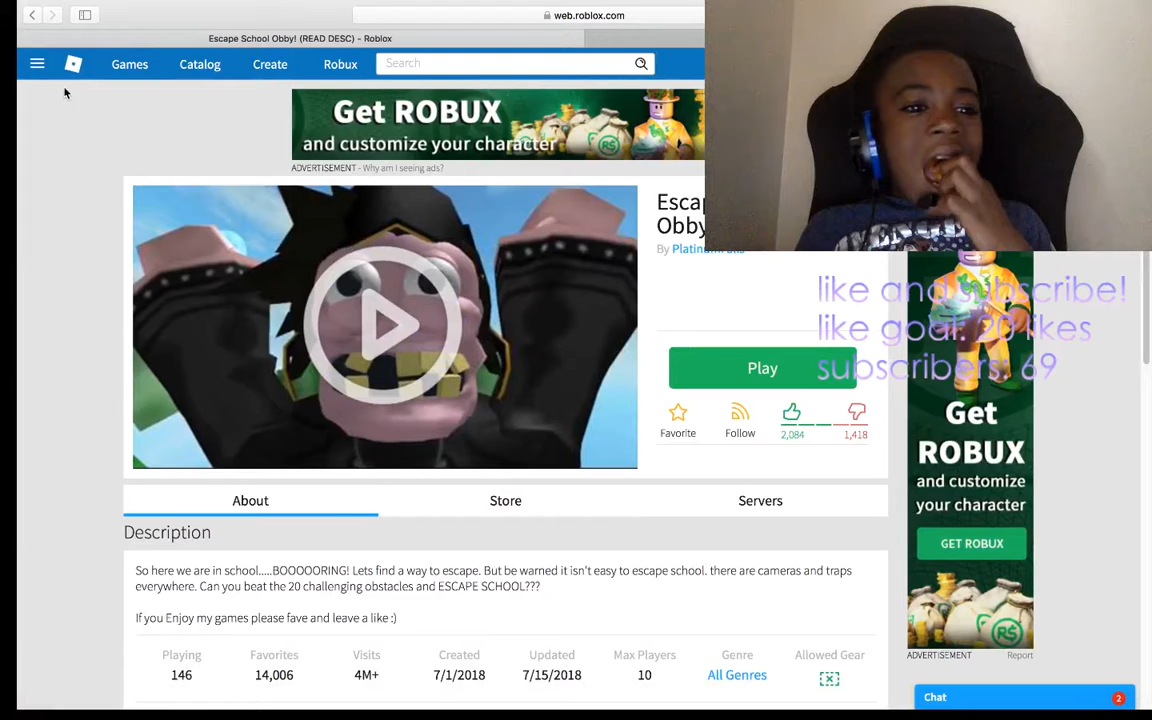 web.roblox.com
Escape School Obby! (READ DESC) - Roblox
Games Catalog Create Robux Search
Get ROBUX
and customize your character
ADVERTISEMENT - Why am I seeing ads?
Obby
By
Play
Favorite Follow 2,084 1,418
like and subscribe!
like goal: 20 likes
subscribers: 69
Get
ROBUX
and customize
your character
GET ROBUX
R$
ADVERTISEMENT Report
About Store Servers
Description
So here we are in school.....BOOOOORING! Lets find a way to escape. But be warned it isn't easy to escape school. there are cameras and traps
everywhere. Can you beat the 20 challenging obstacles and ESCAPE SCHOOL???
If you Enjoy my games please fave and leave a like :)
Playing Favorites Visits Created Updated Max Players Genre Allowed Gear
146 14,006 4M+ 7/1/2018 7/15/2018 10 All Genres
Chat 2